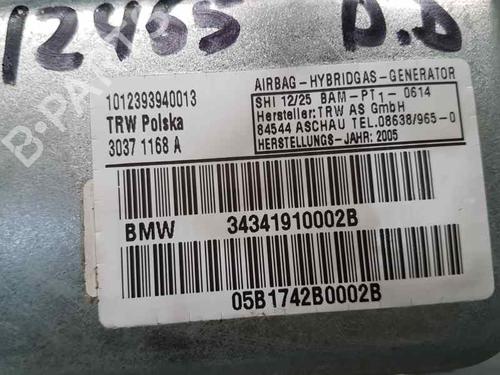 12455 D.D
B-Parts
1012393940013
TRW Polska
3037 1168 A
AIRBAG-HYBRIDGAS-GENERATOR
SHI 12/25 BAM-PT1-0614
Hersteller:TRW AS GmbH
84544 ASCHAU TEL.08638/965-0
HERSTELLUNGS-JAHR: 2005
BMW 34341910002B
05B1742B0002B